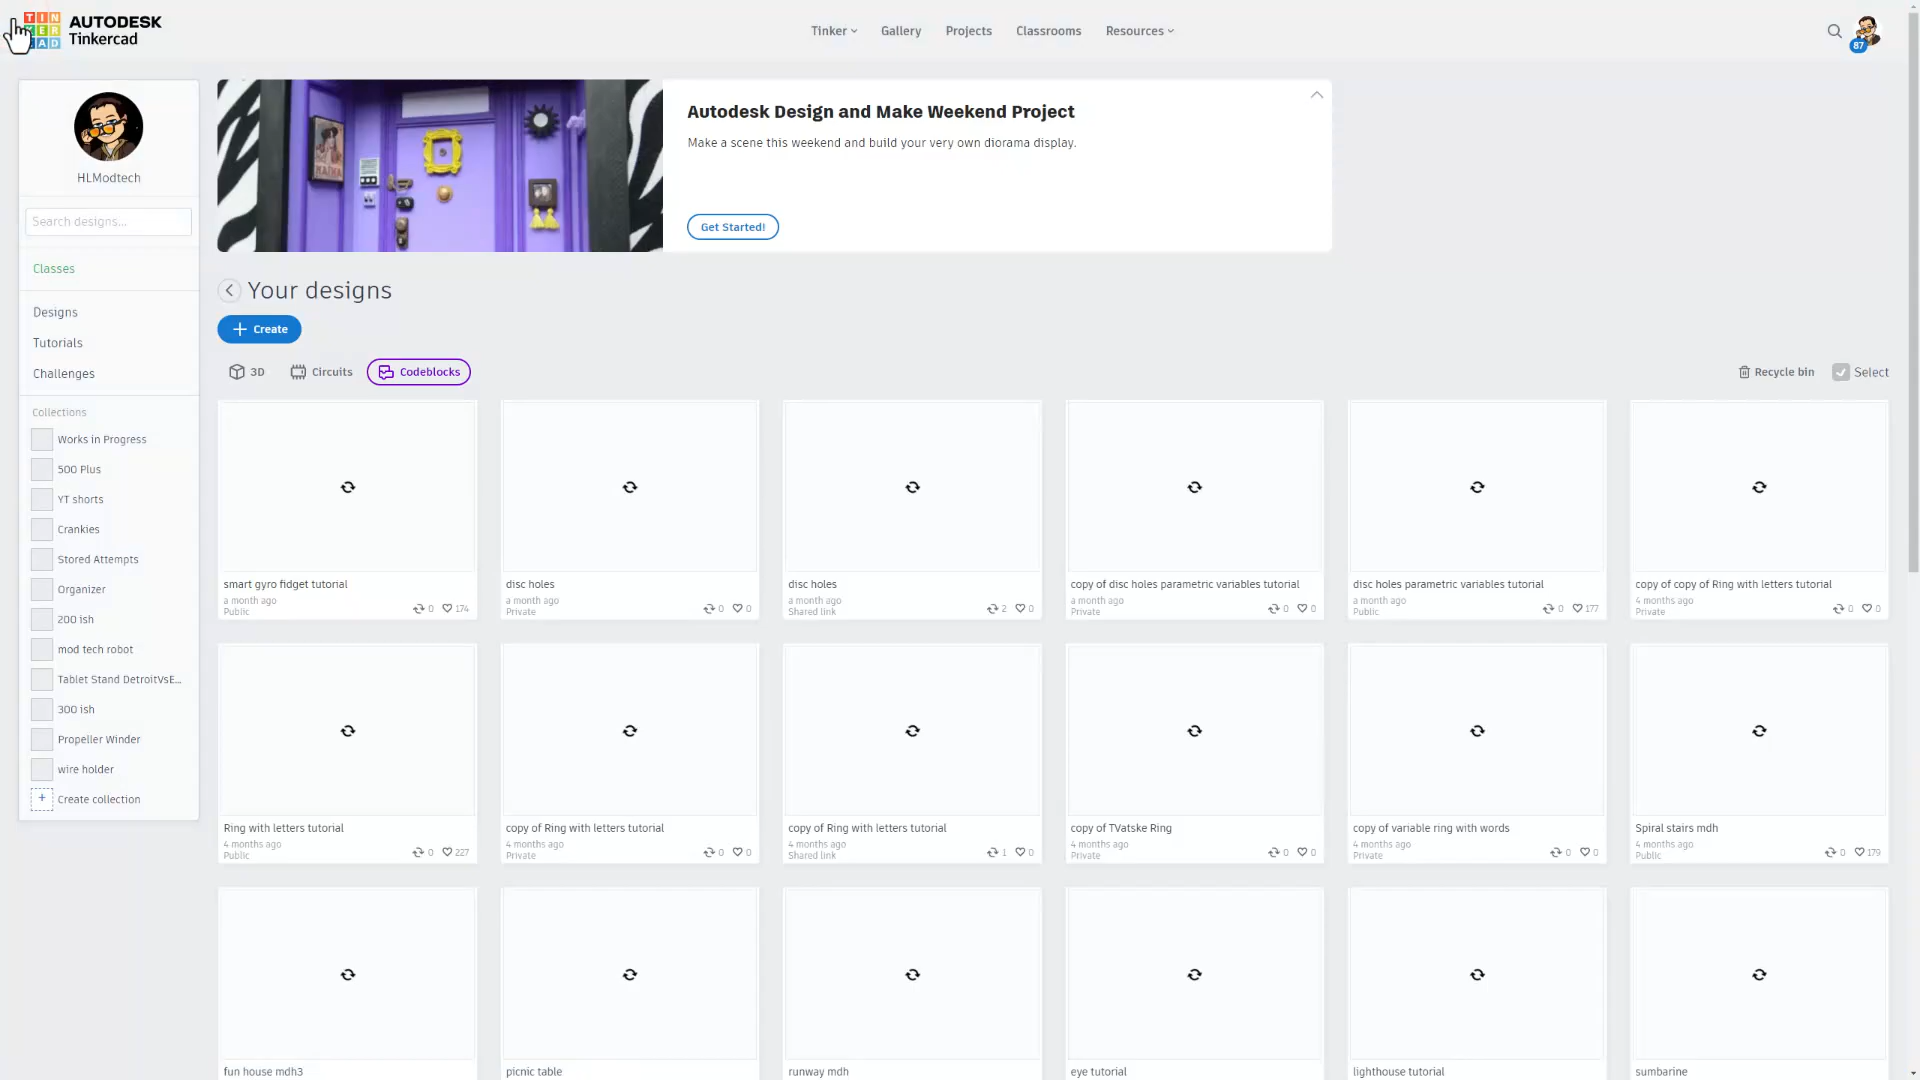 TIN
KER
CAD
AUTODESK
Tinkercad
Tinker
Gallery
Projects
Classrooms
Resources
87
HLModtech
Search designs...
Classes
Designs
Tutorials
Challenges
Collections
Works in Progress
500 Plus
YT shorts
Crankies
Stored Attempts
Organizer
200 ish
mod tech robot
Tablet Stand DetroitVsE...
300 ish
Propeller Winder
wire holder
+ Create collection
Autodesk Design and Make Weekend Project
Make a scene this weekend and build your very own diorama display.
Get Started!
Your designs
+ Create
3D
Circuits
Codeblocks
Recycle bin
Select
smart gyro fidget tutorial
a month ago
Public
0 174
disc holes
a month ago
Private
0 0
disc holes
a month ago
Shared link
2 0
copy of disc holes parametric variables tutorial
a month ago
Private
0 0
disc holes parametric variables tutorial
a month ago
Public
0 177
copy of copy of Ring with letters tutorial
4 months ago
Private
0 0
Ring with letters tutorial
4 months ago
Public
0 227
copy of Ring with letters tutorial
4 months ago
Private
0 0
copy of Ring with letters tutorial
4 months ago
Shared link
1 0
copy of TVatske Ring
4 months ago
Private
0 0
copy of variable ring with words
4 months ago
Private
0 0
Spiral stairs mdh
4 months ago
Public
0 179
fun house mdh3
picnic table
runway mdh
eye tutorial
lighthouse tutorial
sumbarine